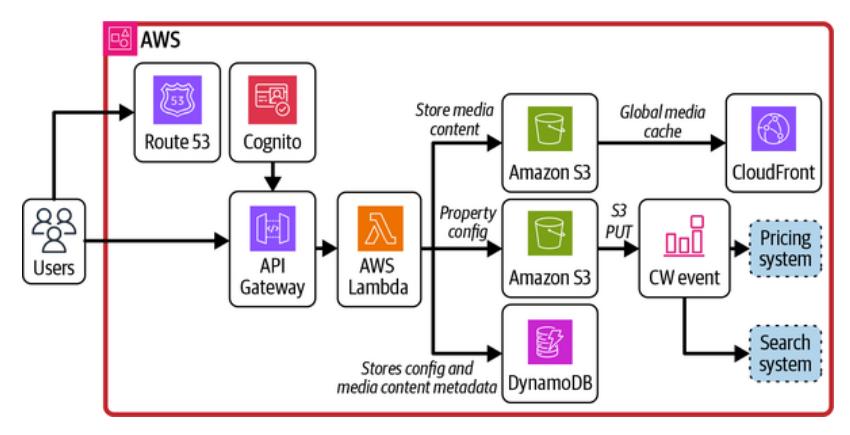 AWS
53
Route 53
Cognito
Users
API
Gateway
AWS
Lambda
Store media
content
Amazon S3
Global media
cache
CloudFront
Property
config
Amazon S3
S3
PUT
CW event
Pricing
system
Search
system
Stores config and
media content metadata
DynamoDB